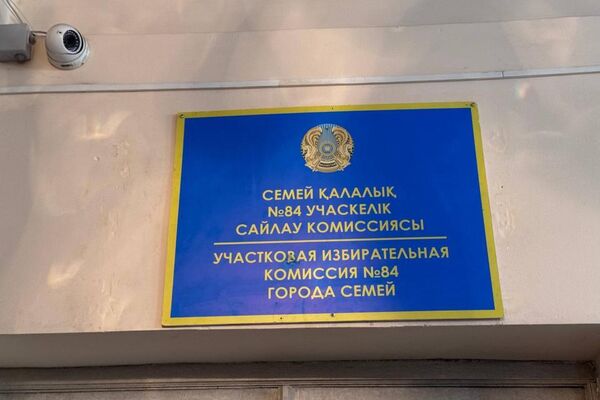 СЕМЕЙ ҚАЛАЛЫҚ
№84 УЧАСКЕЛІК
САЙЛАУ КОМИССИЯСЫ
УЧАСТКОВАЯ ИЗБИРАТЕЛЬНАЯ
КОМИССИЯ №84
ГОРОДА СЕМЕЙ